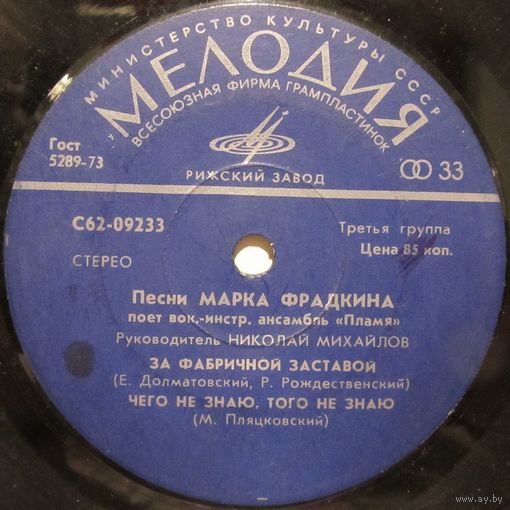 МИНИСТЕРСТВО КУЛЬТУРЫ СССР
„МЕЛОДИЯ"
ВСЕСОЮЗНАЯ ФИРМА ГРАМПЛАСТИНОК
Гост
5289-73
33
РИЖСКИЙ ЗАВОД
С62-09233
Третья группа
Цена 85 коп.
СТЕРЕО
Песни МАРКА ФРАДКИНА
поет вок.-инстр. ансамбль «Пламя»
Руководитель НИКОЛАЙ МИХАЙЛОВ
ЗА ФАБРИЧНОЙ ЗАСТАВОЙ
(Е. Долматовский, Р. Рождественский)
ЧЕГО НЕ ЗНАЮ, ТОГО НЕ ЗНАЮ
(М. Пляцковский)
www.ay.by